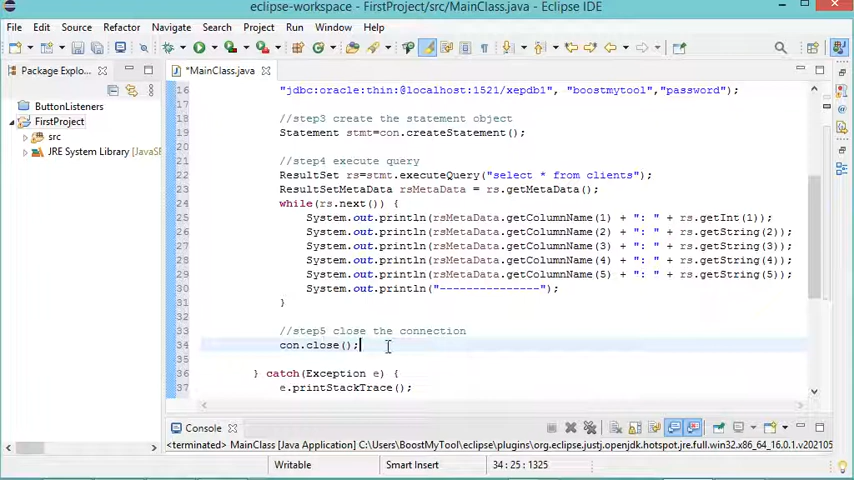 eclipse-workspace - FirstProject/src/MainClass.java - Eclipse IDE
File Edit Source Refactor Navigate Search Project Run Window Help
Package Explo...
*MainClass.java
ButtonListeners
FirstProject
src
JRE System Library [JavaS
16 "jdbc:oracle:thin:@localhost:1521/xepdb1", "boostmytool","password");
17
18 //step3 create the statement object
19 Statement stmt=con.createStatement();
20
21 //step4 execute query
22 ResultSet rs=stmt.executeQuery("select * from clients");
23 ResultSetMetaData rsMetaData = rs.getMetaData();
24 while(rs.next()) {
25 System.out.println(rsMetaData.getColumnName(1) + ": " + rs.getInt(1));
26 System.out.println(rsMetaData.getColumnName(2) + ": " + rs.getString(2));
27 System.out.println(rsMetaData.getColumnName(3) + ": " + rs.getString(3));
28 System.out.println(rsMetaData.getColumnName(4) + ": " + rs.getString(4));
29 System.out.println(rsMetaData.getColumnName(5) + ": " + rs.getString(5));
30 System.out.println("---------------");
31 }
32
33 //step5 close the connection
34 con.close();
35
36 } catch(Exception e) {
37 e.printStackTrace();
Console
<terminated> MainClass [Java Application] C:\Users\BoostMyTool\eclipse\plugins\org.eclipse.justj.openjdk.hotspot.jre.full.win32.x86_64_16.0.1.v202105
Writable Smart Insert 34 : 25 : 1325